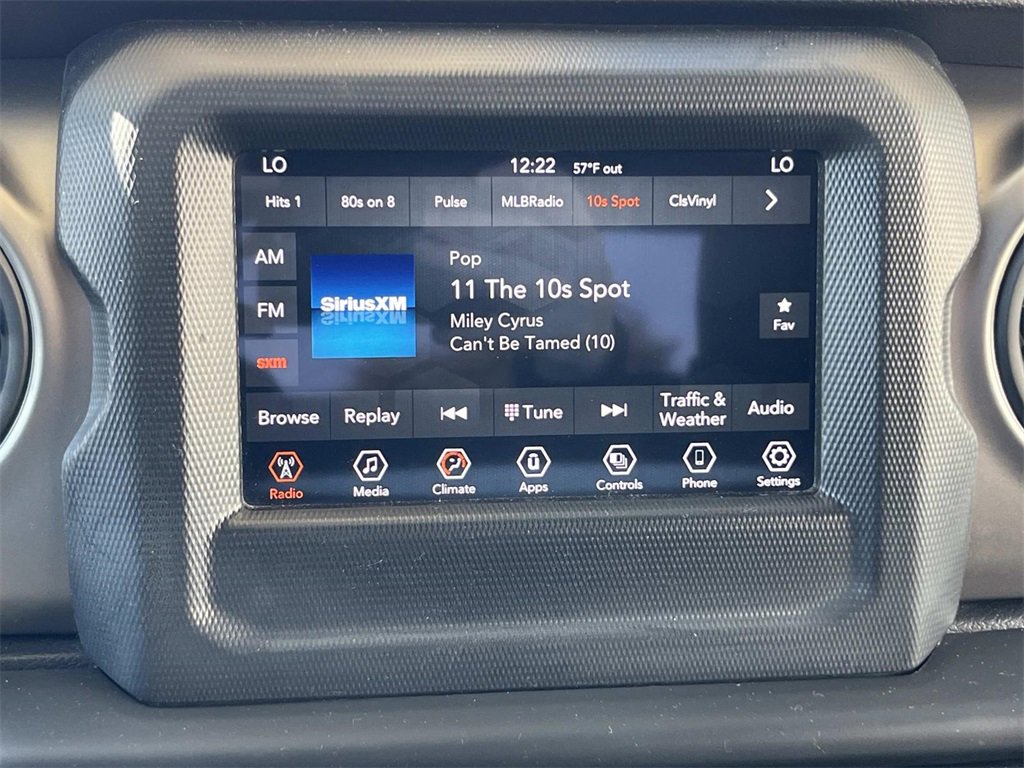 LO 12:22 57°F out LO
Hits 1 80s on 8 Pulse MLBRadio 10s Spot ClsVinyl
AM
FM
sxm
SiriusXM
Pop
11 The 10s Spot
Miley Cyrus
Can't Be Tamed (10)
Fav
Browse Replay Tune Traffic & Weather Audio
Radio Media Climate Apps Controls Phone Settings